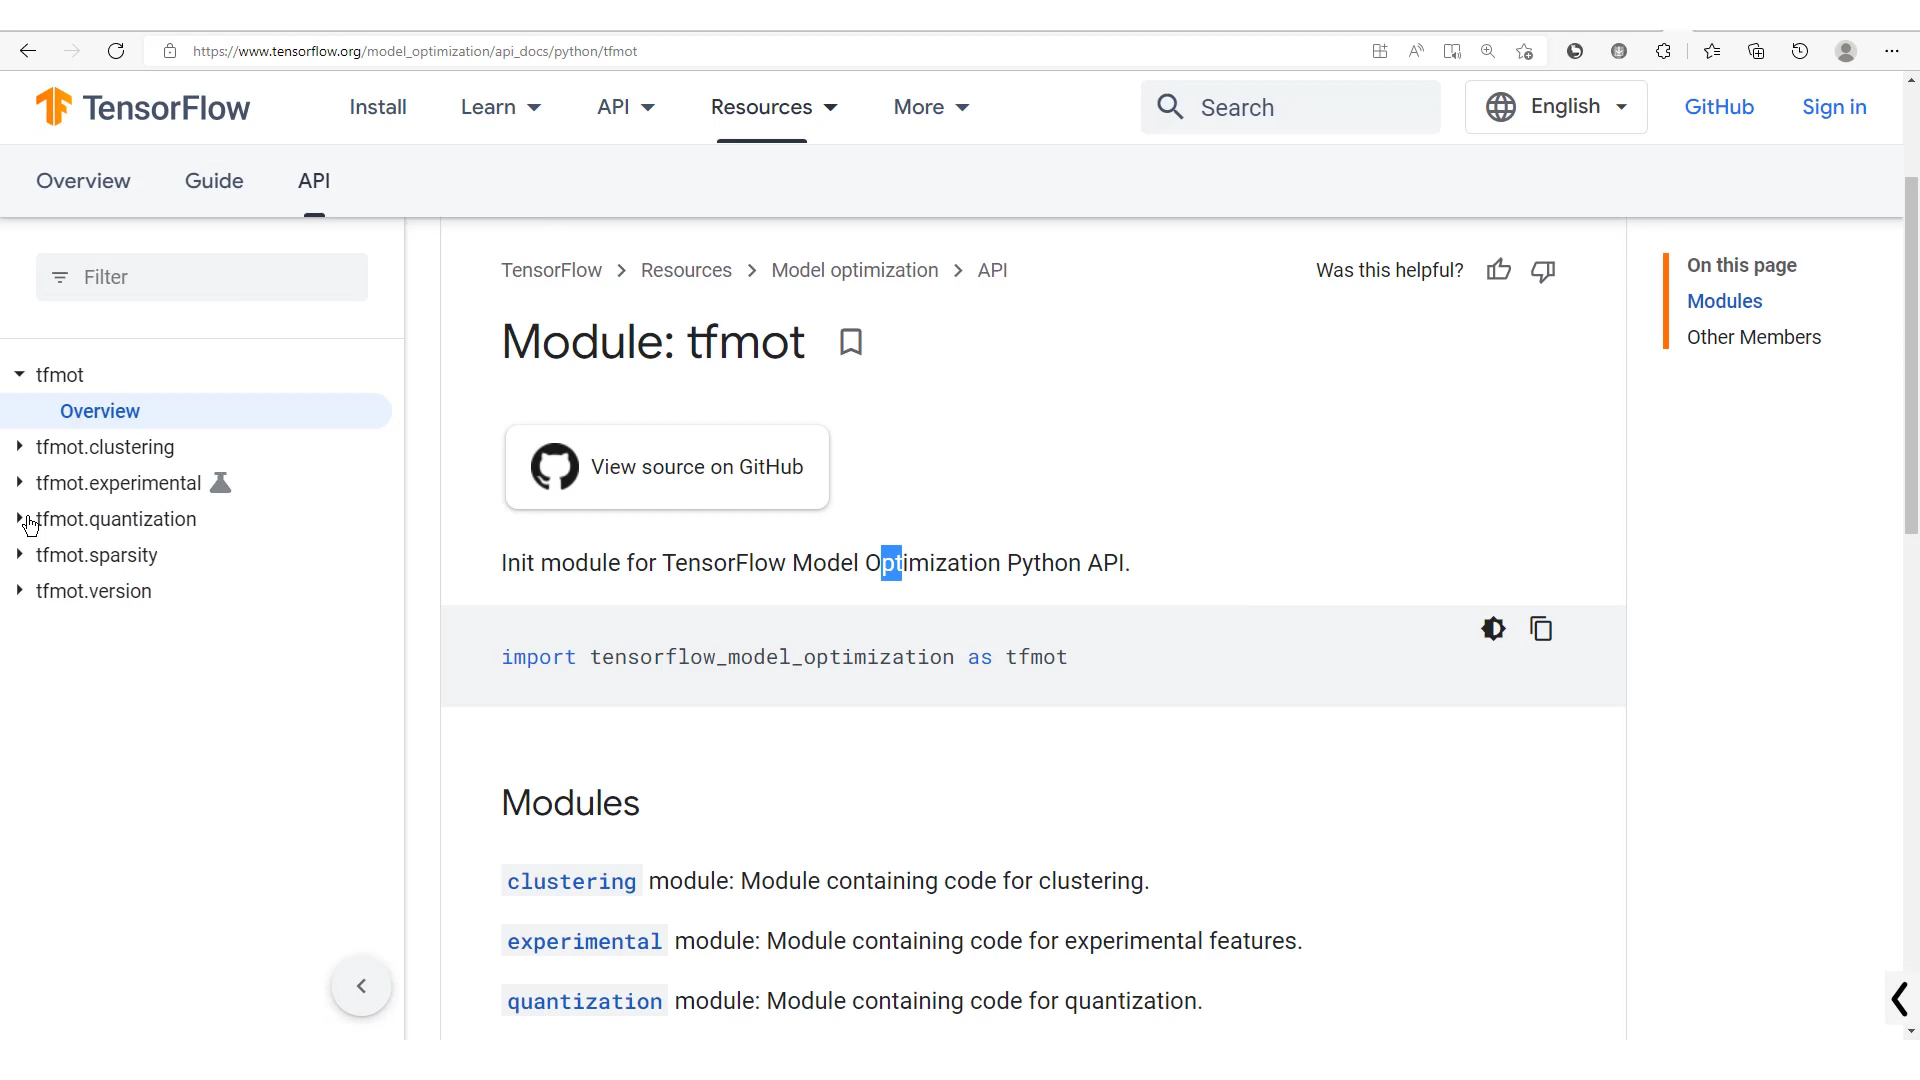 https://www.tensorflow.org/model_optimization/api_docs/python/tfmot
TensorFlow
Install
Learn
API
Resources
More
Search
English
GitHub
Sign in
Overview
Guide
API
Filter
tfmot
Overview
tfmot.clustering
tfmot.experimental
tfmot.quantization
tfmot.sparsity
tfmot.version
TensorFlow > Resources > Model optimization > API
Was this helpful?
Module: tfmot
View source on GitHub
Init module for TensorFlow Model Optimization Python API.
import tensorflow_model_optimization as tfmot
Modules
clustering module: Module containing code for clustering.
experimental module: Module containing code for experimental features.
quantization module: Module containing code for quantization.
On this page
Modules
Other Members